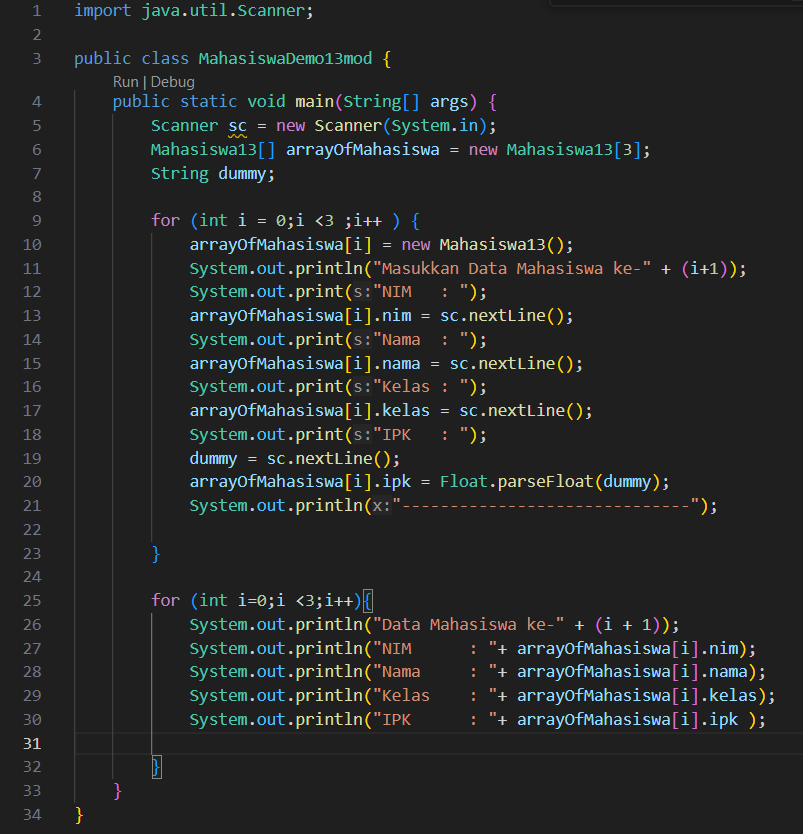 1 import java.util.Scanner;
2
3 public class MahasiswaDemo13mod {
Run | Debug
4 public static void main(String[] args) {
5 Scanner sc = new Scanner(System.in);
6 Mahasiswa13[] arrayOfMahasiswa = new Mahasiswa13[3];
7 String dummy;
8
9 for (int i = 0;i <3 ;i++ ) {
10 arrayOfMahasiswa[i] = new Mahasiswa13();
11 System.out.println("Masukkan Data Mahasiswa ke-" + (i+1));
12 System.out.print(s:"NIM   : ");
13 arrayOfMahasiswa[i].nim = sc.nextLine();
14 System.out.print(s:"Nama  : ");
15 arrayOfMahasiswa[i].nama = sc.nextLine();
16 System.out.print(s:"Kelas : ");
17 arrayOfMahasiswa[i].kelas = sc.nextLine();
18 System.out.print(s:"IPK   : ");
19 dummy = sc.nextLine();
20 arrayOfMahasiswa[i].ipk = Float.parseFloat(dummy);
21 System.out.println(x:"------------------------------");
22
23 }
24
25 for (int i=0;i <3;i++){
26 System.out.println("Data Mahasiswa ke-" + (i + 1));
27 System.out.println("NIM      : "+ arrayOfMahasiswa[i].nim);
28 System.out.println("Nama     : "+ arrayOfMahasiswa[i].nama);
29 System.out.println("Kelas    : "+ arrayOfMahasiswa[i].kelas);
30 System.out.println("IPK      : "+ arrayOfMahasiswa[i].ipk );
31
32 }
33 }
34 }